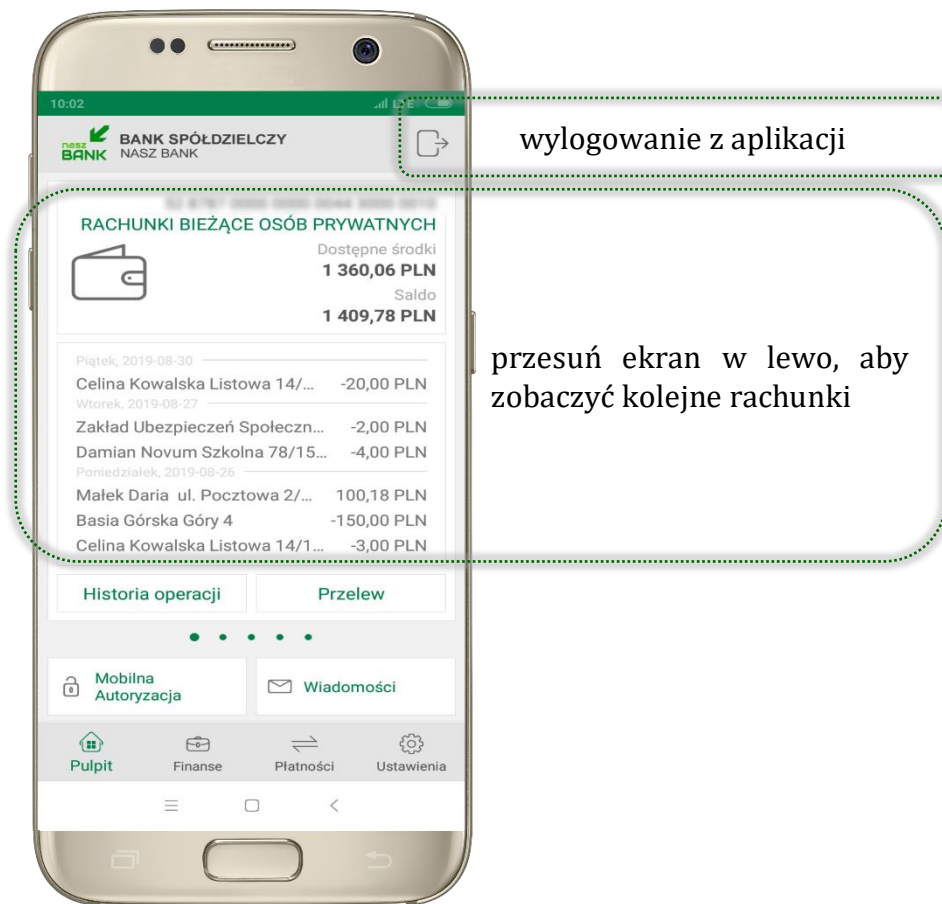 10:02
LTE
nasz BANK
BANK SPÓŁDZIELCZY
NASZ BANK
wylogowanie z aplikacji
RACHUNKI BIEŻĄCE OSÓB PRYWATNYCH
Dostępne środki
1 360,06 PLN
Saldo
1 409,78 PLN
przesuń ekran w lewo, aby
zobaczyć kolejne rachunki
Piątek, 2019-08-30
Celina Kowalska Listowa 14/... -20,00 PLN
Wtorek, 2019-08-27
Zakład Ubezpieczeń Społeczn... -2,00 PLN
Damian Novum Szkolna 78/15... -4,00 PLN
Poniedziałek, 2019-08-26
Małek Daria ul. Pocztowa 2/... 100,18 PLN
Basia Górska Góry 4 -150,00 PLN
Celina Kowalska Listowa 14/1... -3,00 PLN
Historia operacji Przelew
Mobilna
Autoryzacja
Wiadomości
Pulpit Finanse Płatności Ustawienia